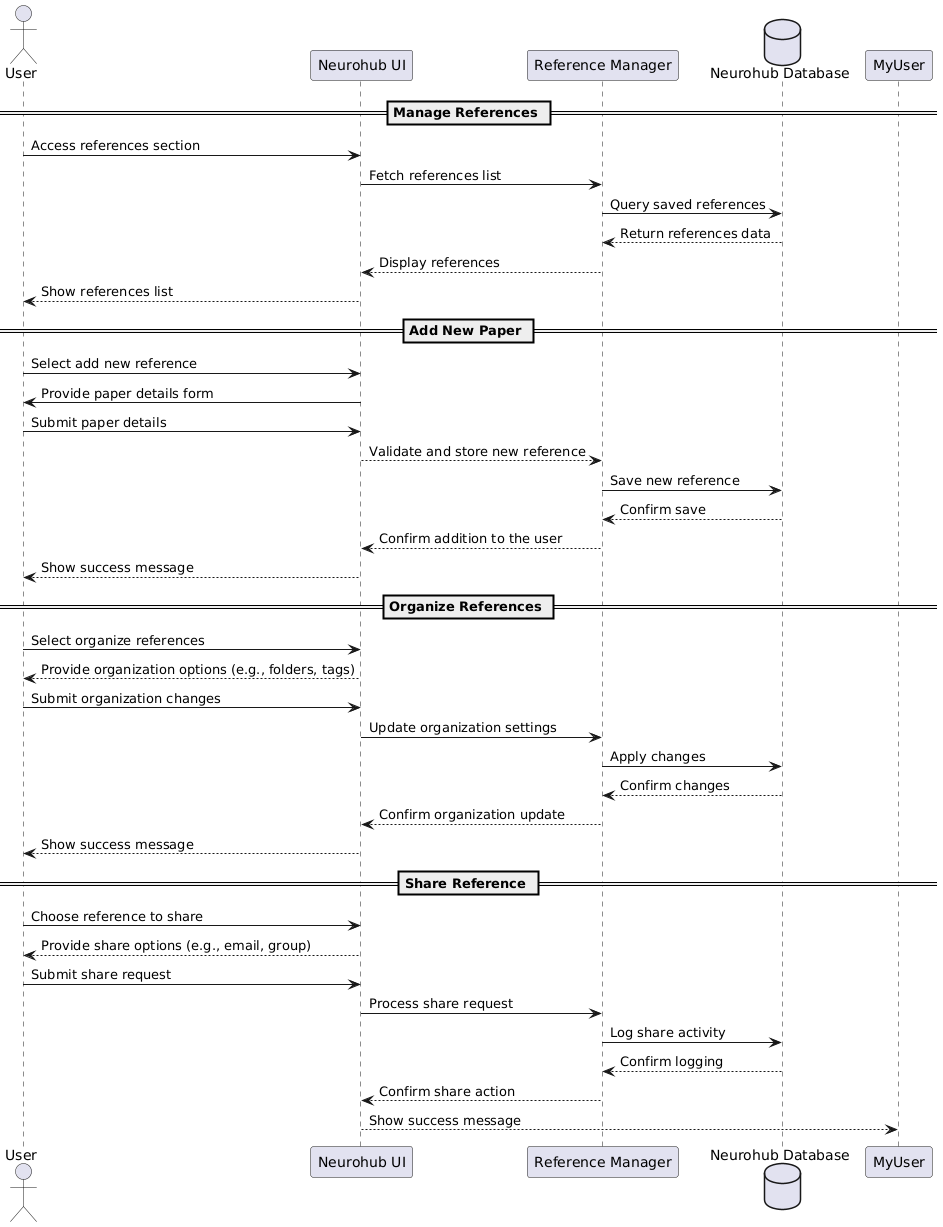 User
Neurohub UI
Reference Manager
Neurohub Database
MyUser
Manage References
Access references section
Fetch references list
Query saved references
Return references data
Display references
Show references list
Add New Paper
Select add new reference
Provide paper details form
Submit paper details
Validate and store new reference
Save new reference
Confirm save
Confirm addition to the user
Show success message
Organize References
Select organize references
Provide organization options (e.g., folders, tags)
Submit organization changes
Update organization settings
Apply changes
Confirm changes
Confirm organization update
Show success message
Share Reference
Choose reference to share
Provide share options (e.g., email, group)
Submit share request
Process share request
Log share activity
Confirm logging
Confirm share action
Show success message
User
Neurohub UI
Reference Manager
Neurohub Database
MyUser